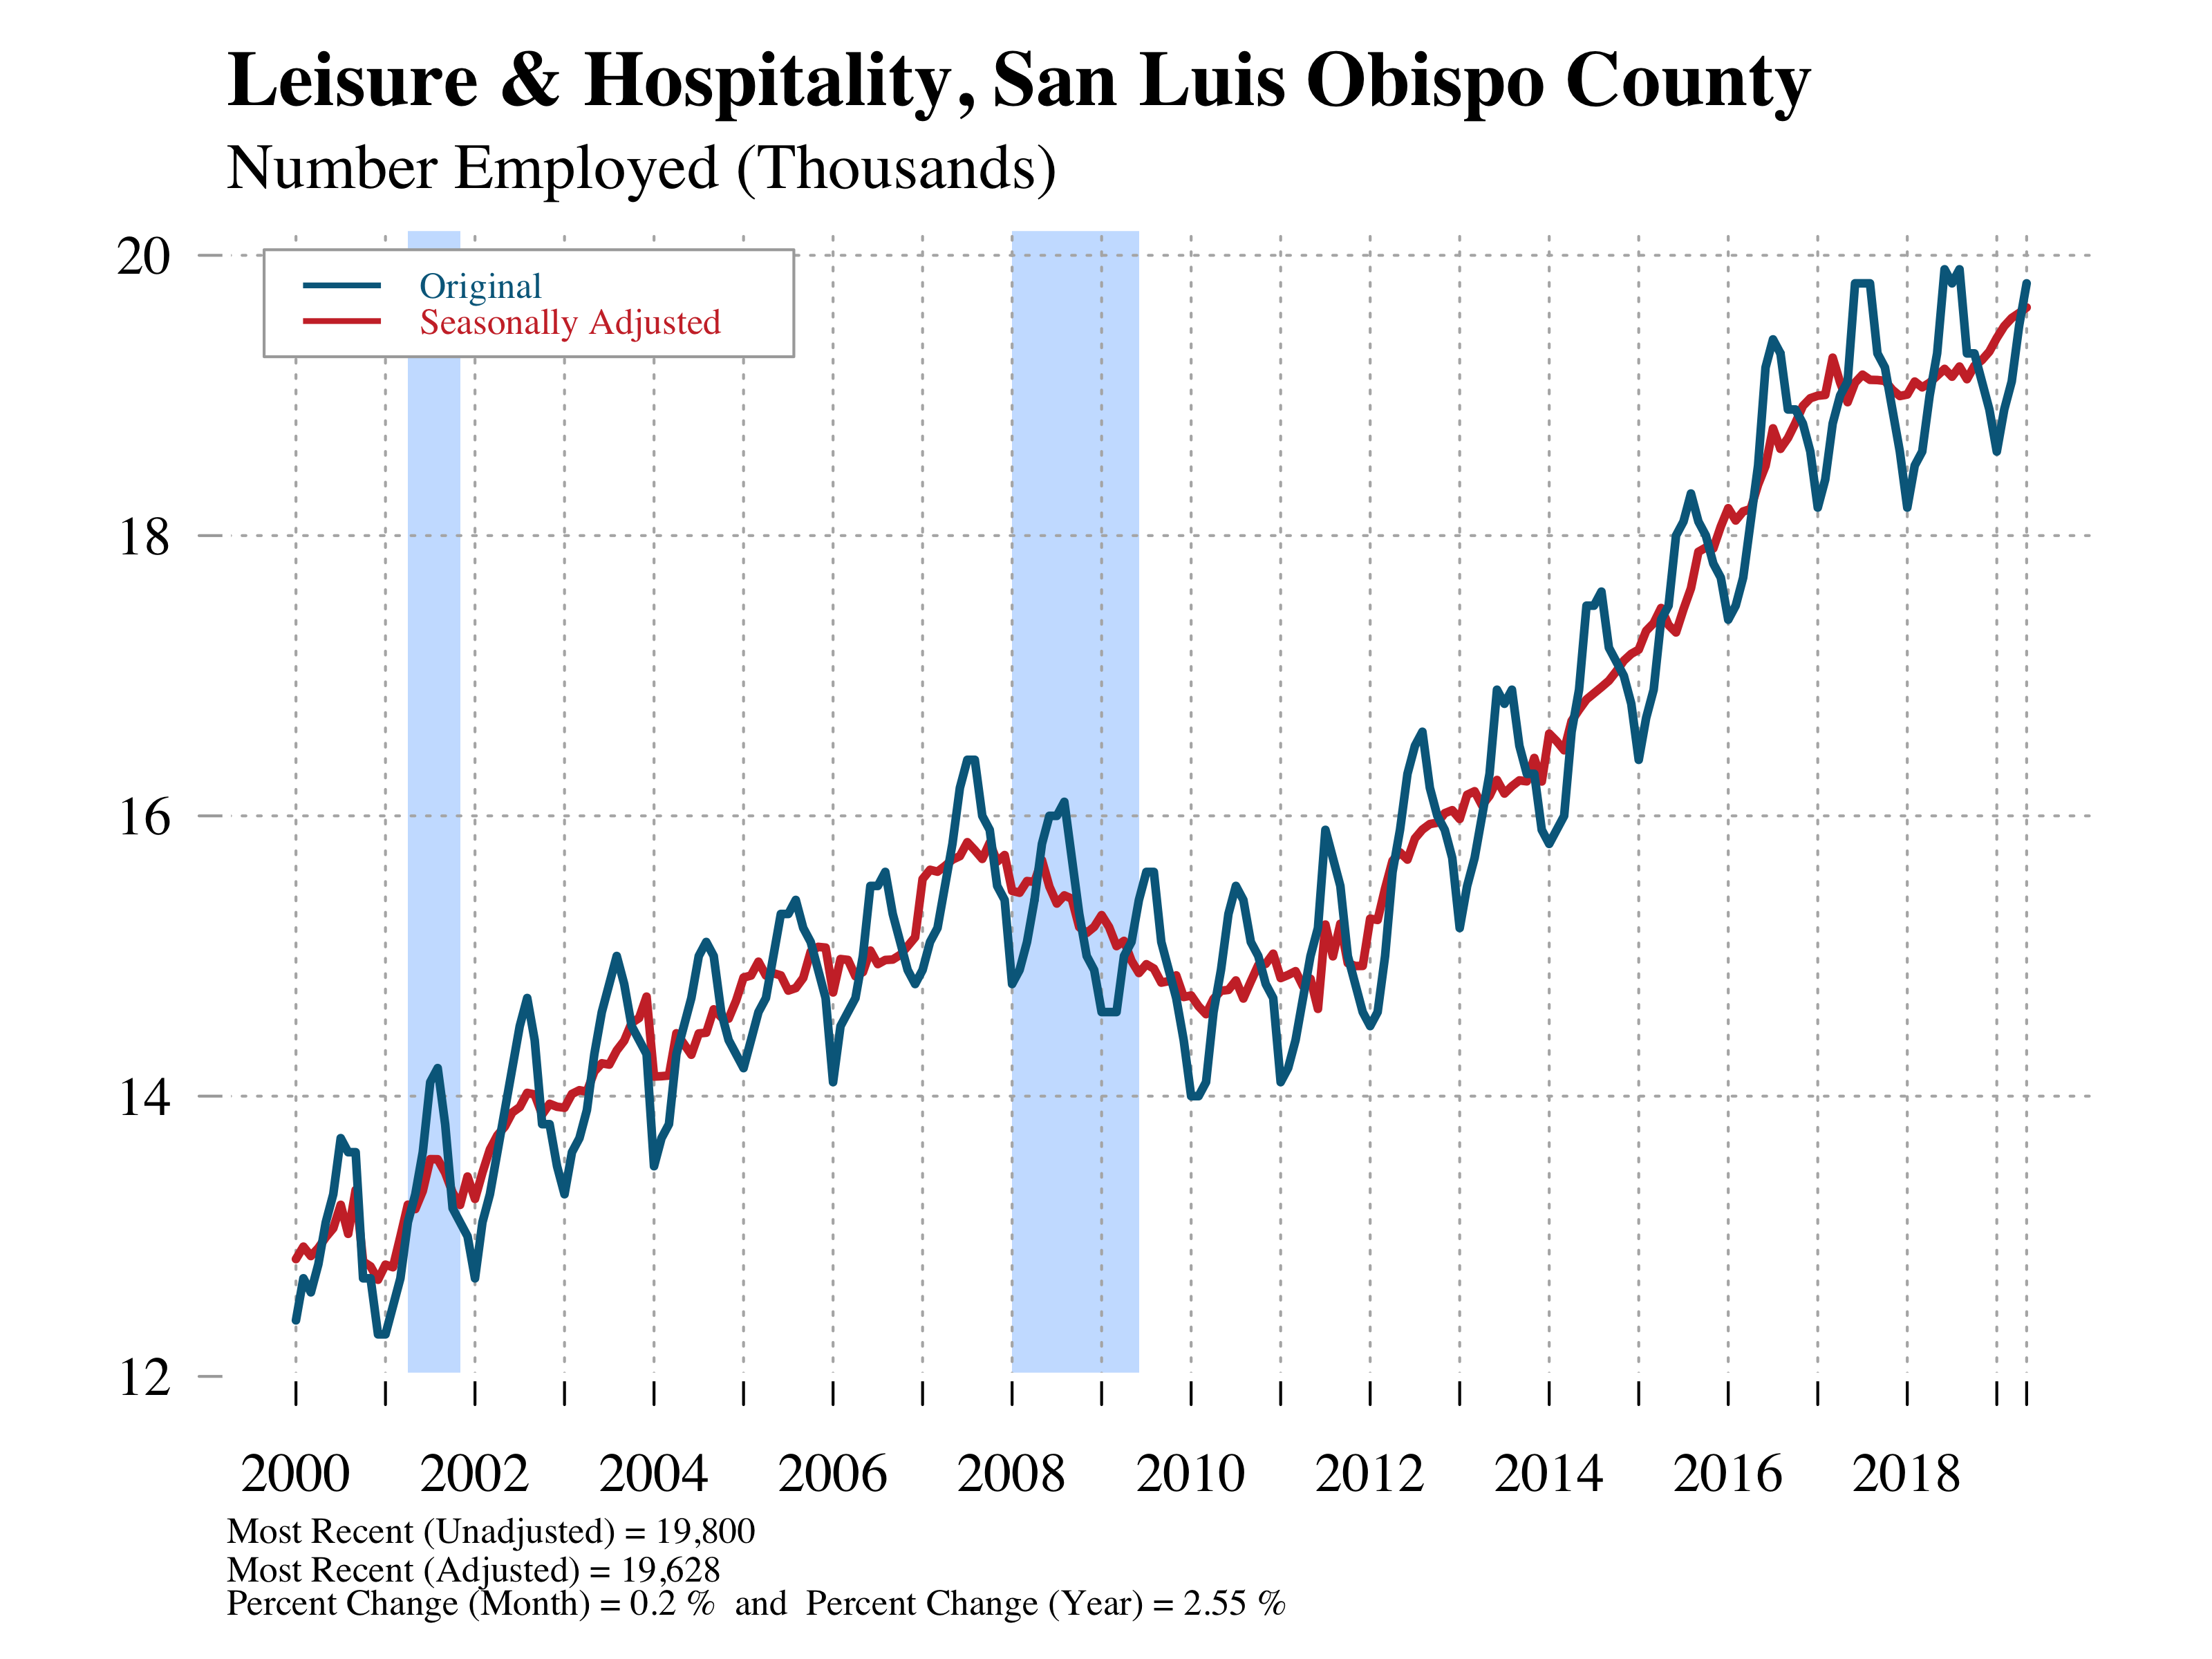 Leisure & Hospitality, San Luis Obispo County
Number Employed (Thousands)
20
18
16
14
12
Original
Seasonally Adjusted
2000 2002 2004 2006 2008 2010 2012 2014 2016 2018
Most Recent (Unadjusted) = 19,800
Most Recent (Adjusted) = 19,628
Percent Change (Month) = 0.2 % and Percent Change (Year) = 2.55 %